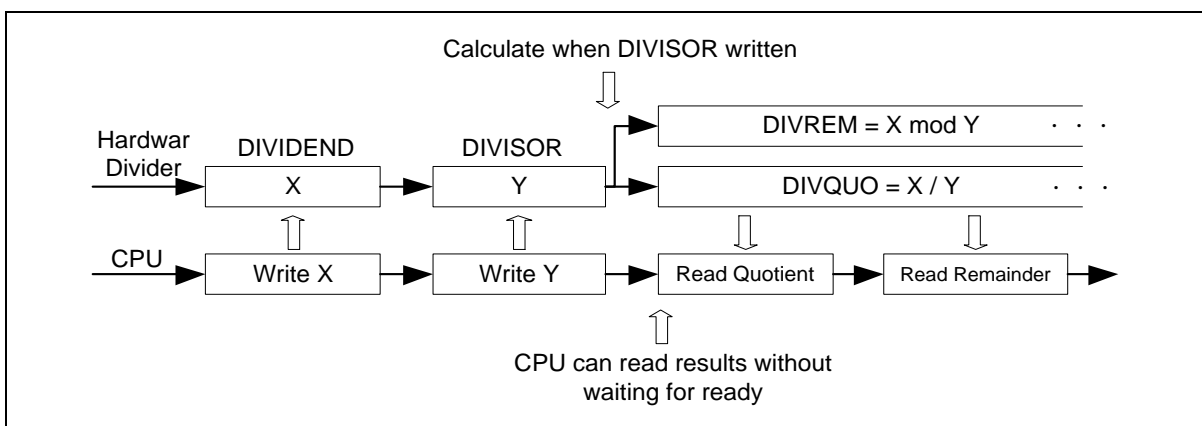 Calculate when DIVISOR written
Hardwar
Divider
DIVIDEND
DIVISOR
DIVREM = X mod Y · · ·
X
Y
DIVQUO = X / Y · · ·
CPU
Write X
Write Y
Read Quotient
Read Remainder
CPU can read results without
waiting for ready